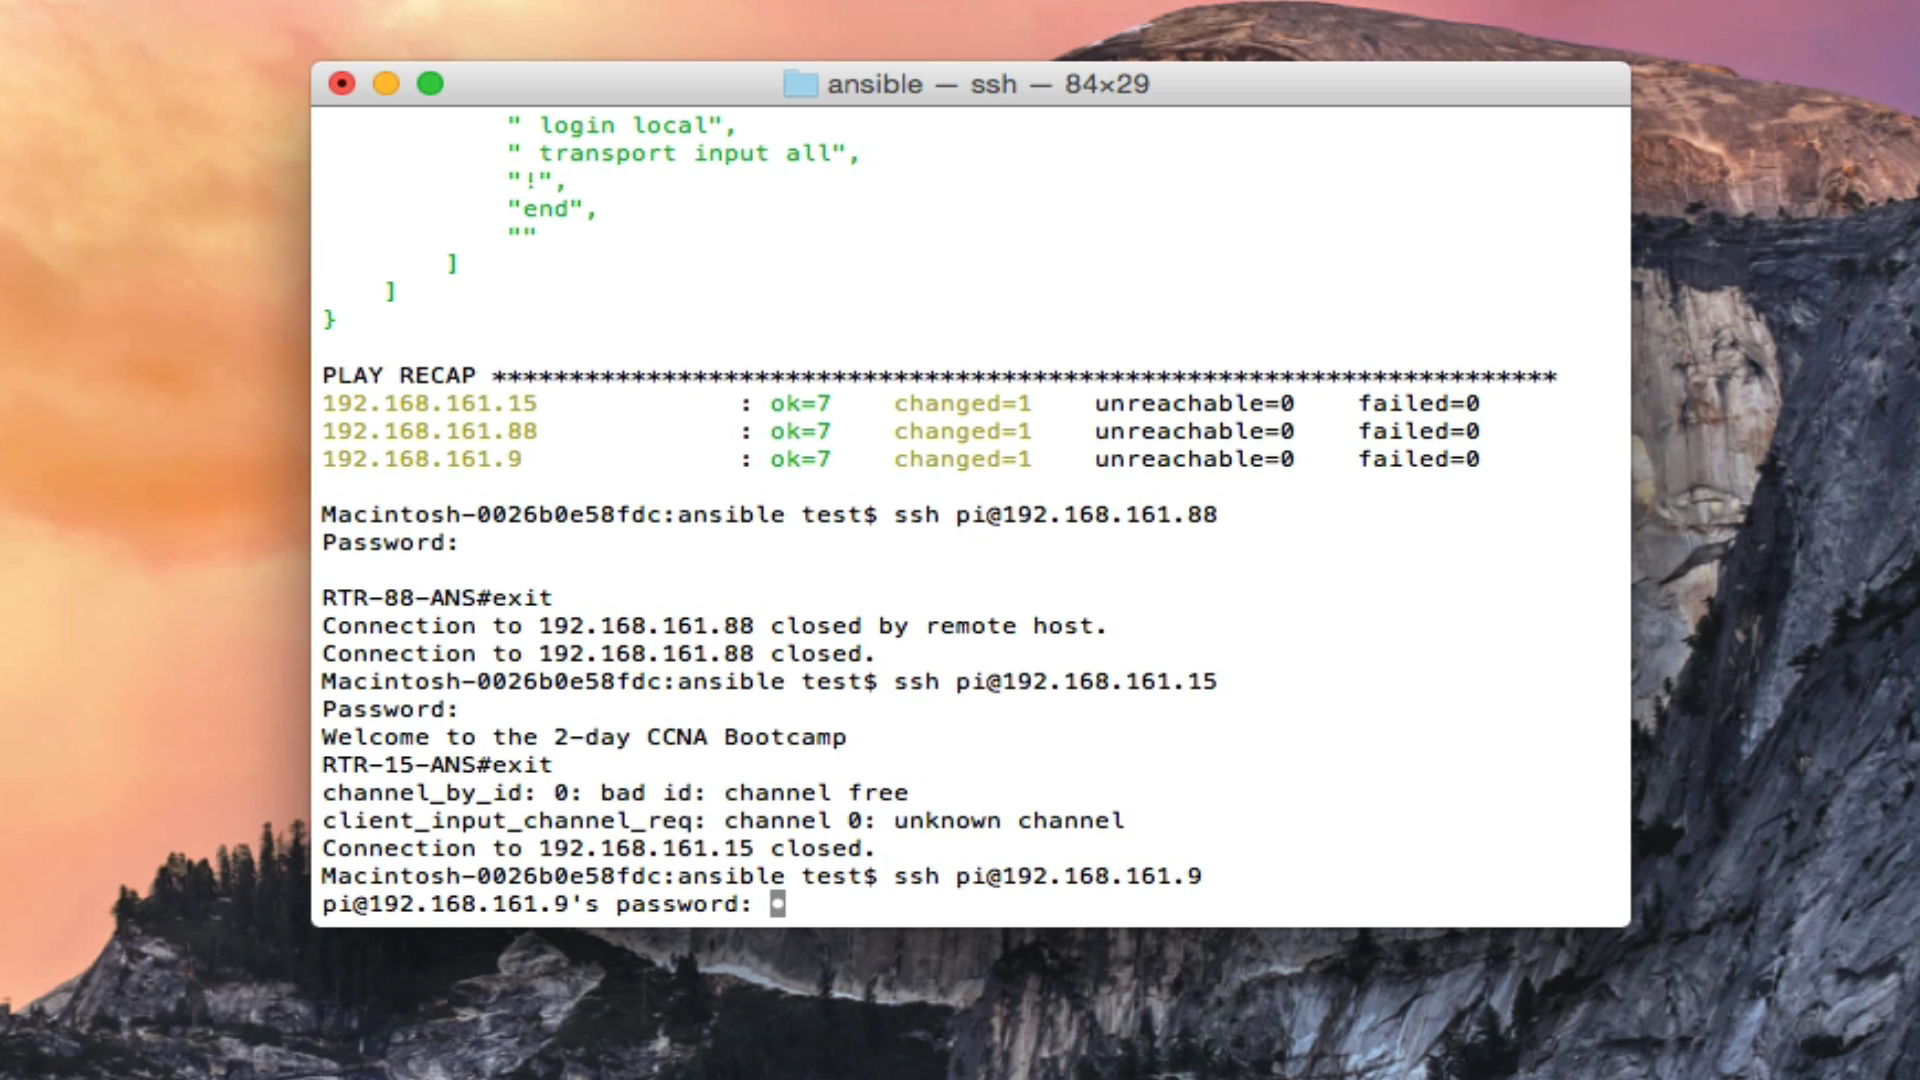 ansible — ssh — 84×29
" login local",
" transport input all",
"!",
"end",
""
]
]
}
PLAY RECAP *********************************************************************
192.168.161.15 : ok=7 changed=1 unreachable=0 failed=0
192.168.161.88 : ok=7 changed=1 unreachable=0 failed=0
192.168.161.9 : ok=7 changed=1 unreachable=0 failed=0
Macintosh-0026b0e58fdc:ansible test$ ssh pi@192.168.161.88
Password:
RTR-88-ANS#exit
Connection to 192.168.161.88 closed by remote host.
Connection to 192.168.161.88 closed.
Macintosh-0026b0e58fdc:ansible test$ ssh pi@192.168.161.15
Password:
Welcome to the 2-day CCNA Bootcamp
RTR-15-ANS#exit
channel_by_id: 0: bad id: channel free
client_input_channel_req: channel 0: unknown channel
Connection to 192.168.161.15 closed.
Macintosh-0026b0e58fdc:ansible test$ ssh pi@192.168.161.9
pi@192.168.161.9's password: